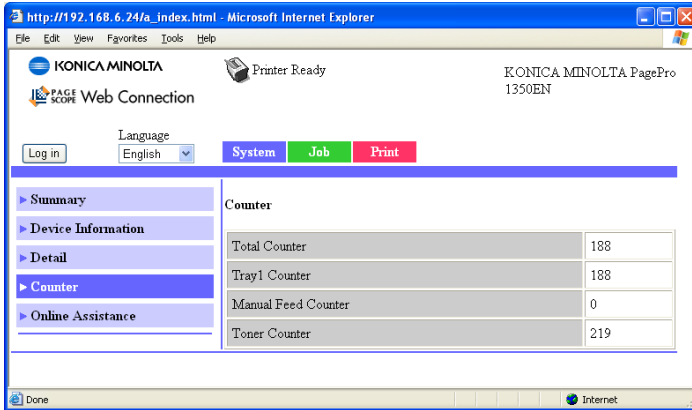 http://192.168.6.24/a_index.html - Microsoft Internet Explorer
File Edit View Favorites Tools Help
KONICA MINOLTA
Printer Ready
KONICA MINOLTA PagePro
1350EN
PAGE SCOPE Web Connection
Language
Log in English System Job Print
Summary
Counter
Device Information
Detail
Counter
Online Assistance
Total Counter 188
Tray1 Counter 188
Manual Feed Counter 0
Toner Counter 219
Done Internet